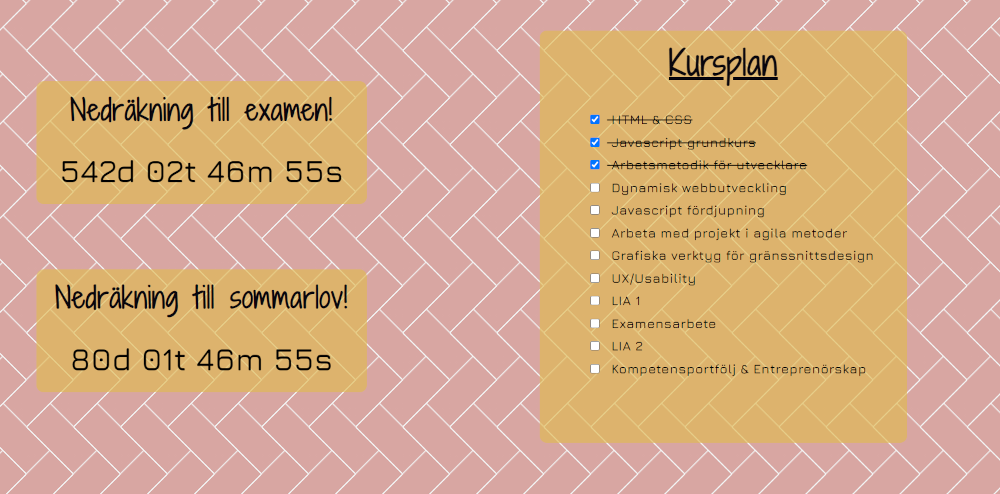 Nedräkning till examen!
542d 02t 46m 55s
Nedräkning till sommarlov!
80d 01t 46m 55s
Kursplan
HTML & CSS
Javascript grundkurs
Arbetsmetodik för utvecklare
Dynamisk webbutveckling
Javascript fördjupning
Arbeta med projekt i agila metoder
Grafiska verktyg för gränssnittsdesign
UX/Usability
LIA 1
Examensarbete
LIA 2
Kompetensportfölj & Entreprenörskap